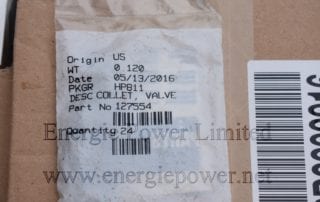 Origin US
WT 0.120
Date 05/13/2016
PKGR HP811
DESC COLLET, VALVE
Part No 127554
Quantity 24
Energie Power Limited
www.energiepower.net